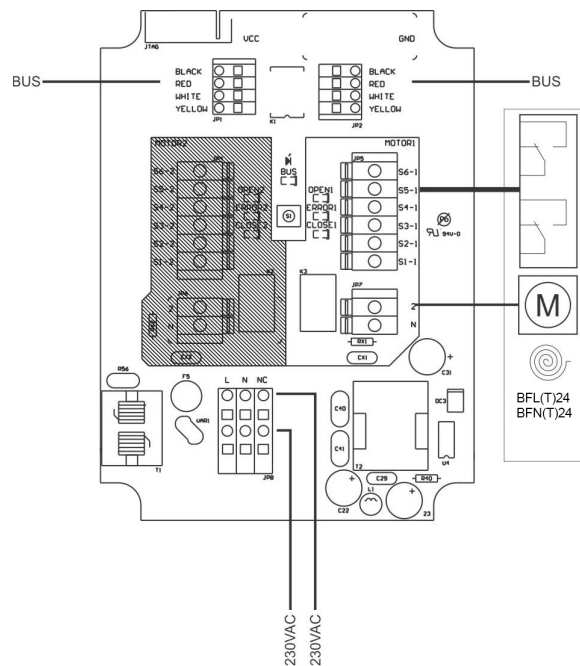 JTAG
VCC
GND
BUS
BUS
BLACK
RED
WHITE
YELLOW
JP1
K1
BLACK
RED
WHITE
YELLOW
JP2
MOTOR2
MOTOR1
BUS
S1
S6-2
S5-2
S4-2
S3-2
S2-2
S1-2
OPEN2
ERROR2
CLOSE2
OPEN1
ERROR1
CLOSE1
JP5
S6-1
S5-1
S4-1
S3-1
S2-1
S1-1
94V-0
K2
K3
JP7
2
N
2
N
RX1
CX1
CX2
C31
M
BFL(T)24
BFN(T)24
R56
F5
VAR1
T1
L N NC
JP8
C40
C41
T2
OC3
U4
C29
R40
L1
C22
23
230VAC
230VAC